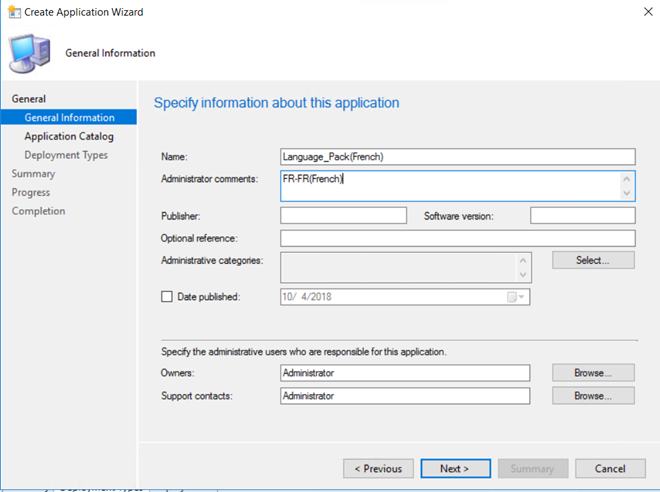 Create Application Wizard
General Information
General
General Information
Application Catalog
Deployment Types
Summary
Progress
Completion
Specify information about this application
Name: Language_Pack(French)
Administrator comments: FR-FR(French)
Publisher: Software version:
Optional reference:
Administrative categories: Select...
Date published: 10/ 4/2018
Specify the administrative users who are responsible for this application.
Owners: Administrator Browse...
Support contacts: Administrator Browse...
< Previous Next > Summary Cancel